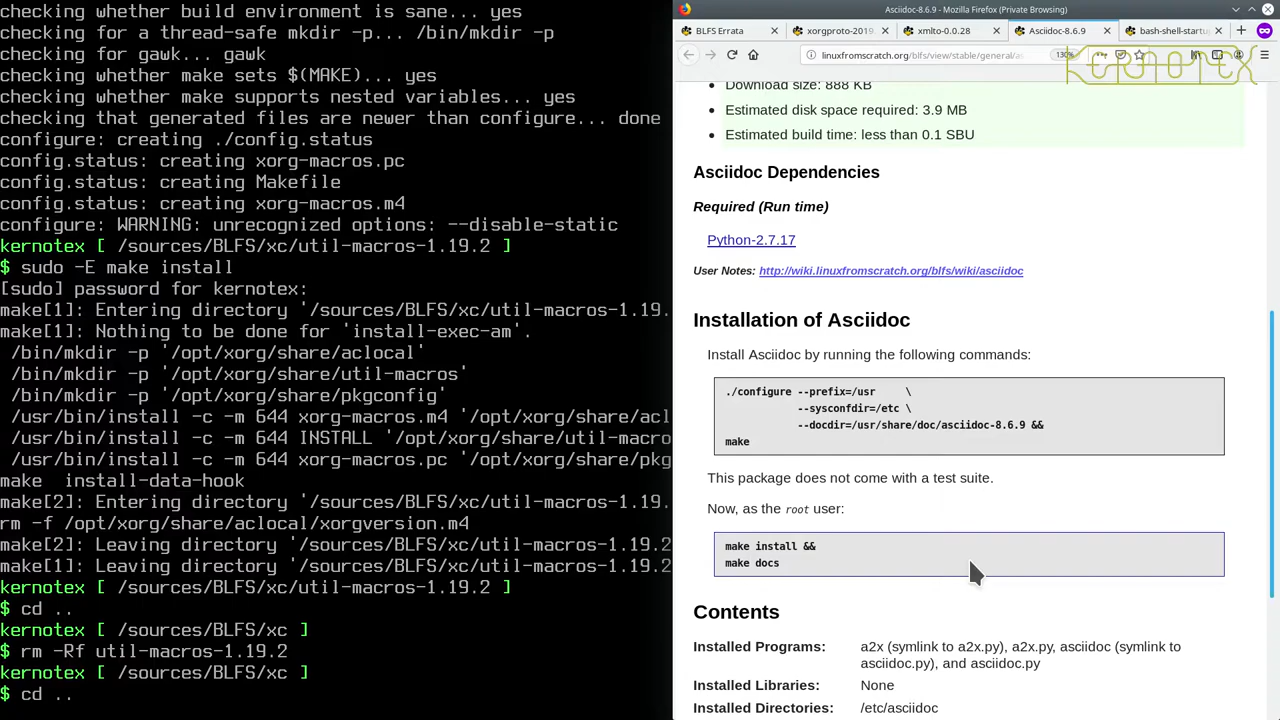 checking whether build environment is sane... yes
checking for a thread-safe mkdir -p... /bin/mkdir -p
checking for gawk... gawk
checking whether make sets $(MAKE)... yes
checking whether make supports nested variables... yes
checking that generated files are newer than configure... done
configure: creating ./config.status
config.status: creating xorg-macros.pc
config.status: creating Makefile
config.status: creating xorg-macros.m4
configure: WARNING: unrecognized options: --disable-static
kernotex [ /sources/BLFS/xc/util-macros-1.19.2 ]
$ sudo -E make install
[sudo] password for kernotex:
make[1]: Entering directory '/sources/BLFS/xc/util-macros-1.19.
make[1]: Nothing to be done for 'install-exec-am'.
/bin/mkdir -p '/opt/xorg/share/aclocal'
/bin/mkdir -p '/opt/xorg/share/util-macros'
/bin/mkdir -p '/opt/xorg/share/pkgconfig'
/usr/bin/install -c -m 644 xorg-macros.m4 '/opt/xorg/share/acl
/usr/bin/install -c -m 644 INSTALL '/opt/xorg/share/util-macro
/usr/bin/install -c -m 644 xorg-macros.pc '/opt/xorg/share/pkg
make  install-data-hook
make[2]: Entering directory '/sources/BLFS/xc/util-macros-1.19.
rm -f /opt/xorg/share/aclocal/xorgversion.m4
make[2]: Leaving directory '/sources/BLFS/xc/util-macros-1.19.2
make[1]: Leaving directory '/sources/BLFS/xc/util-macros-1.19.2
kernotex [ /sources/BLFS/xc/util-macros-1.19.2 ]
$ cd ..
kernotex [ /sources/BLFS/xc ]
$ rm -Rf util-macros-1.19.2
kernotex [ /sources/BLFS/xc ]
$ cd ..
Asciidoc-8.6.9 - Mozilla Firefox (Private Browsing)
BLFS Errata
xorgproto-2019.
xmlto-0.0.28
Asciidoc-8.6.9
bash-shell-startu
linuxfromscratch.org/blfs/view/stable/general/as
130%
KERNOTEX
Download size: 888 KB
Estimated disk space required: 3.9 MB
Estimated build time: less than 0.1 SBU
Asciidoc Dependencies
Required (Run time)
Python-2.7.17
User Notes: http://wiki.linuxfromscratch.org/blfs/wiki/asciidoc
Installation of Asciidoc
Install Asciidoc by running the following commands:
./configure --prefix=/usr     \
--sysconfdir=/etc \
--docdir=/usr/share/doc/asciidoc-8.6.9 &&
make
This package does not come with a test suite.
Now, as the root user:
make install &&
make docs
Contents
Installed Programs: a2x (symlink to a2x.py), a2x.py, asciidoc (symlink to
asciidoc.py), and asciidoc.py
Installed Libraries: None
Installed Directories: /etc/asciidoc